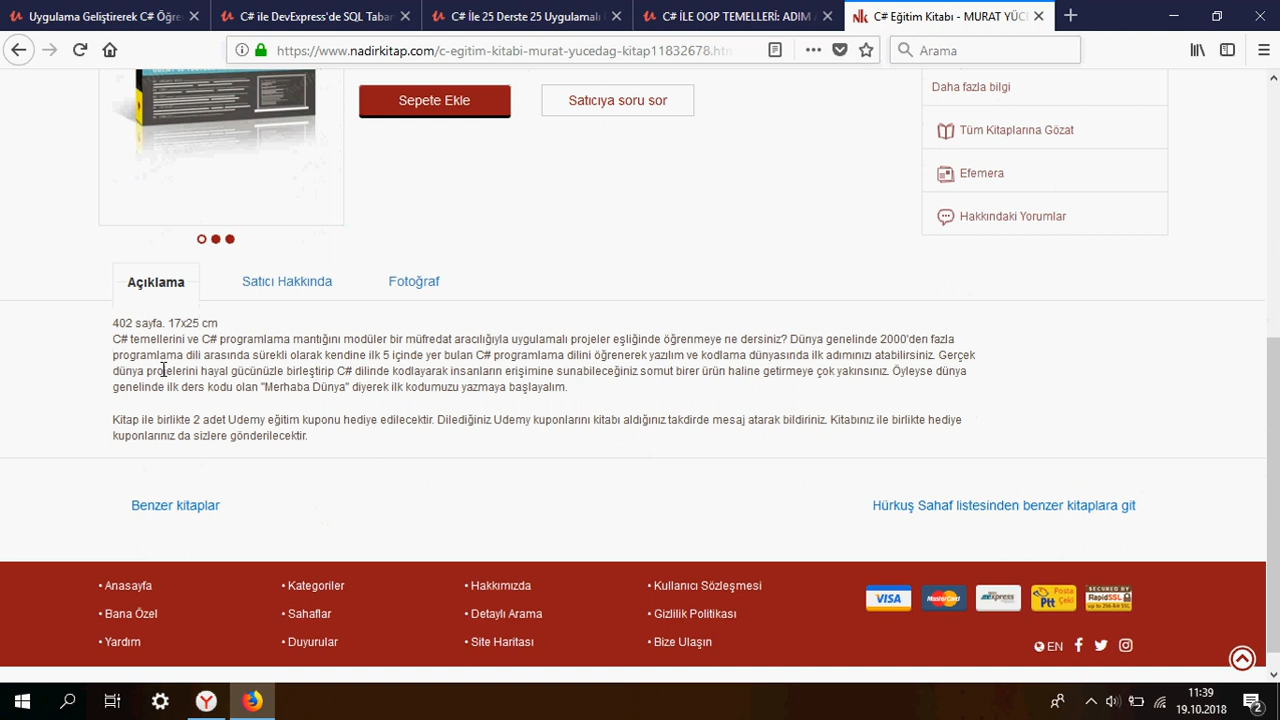 Uygulama Geliştirerek C# Öğre
C# ile DevExpress'de SQL Taban
C# İle 25 Derste 25 Uygulamalı
C# İLE OOP TEMELLERİ: ADIM A
C# Eğitim Kitabı - MURAT YÜC
https://www.nadirkitap.com/c-egitim-kitabi-murat-yucedag-kitap11832678.htm
Arama
Sepete Ekle
Satıcıya soru sor
Daha fazla bilgi
Tüm Kitaplarına Gözat
Efemera
Hakkındaki Yorumlar
Açıklama
Satıcı Hakkında
Fotoğraf
402 sayfa. 17x25 cm
C# temellerini ve C# programlama mantığını modüler bir müfredat aracılığıyla uygulamalı projeler eşliğinde öğrenmeye ne dersiniz? Dünya genelinde 2000'den fazla
programlama dili arasında sürekli olarak kendine ilk 5 içinde yer bulan C# programlama dilini öğrenerek yazılım ve kodlama dünyasında ilk adımınızı atabilirsiniz. Gerçek
dünya projelerini hayal gücünüzle birleştirip C# dilinde kodlayarak insanların erişimine sunabileceğiniz somut birer ürün haline getirmeye çok yakınsınız. Öyleyse dünya
genelinde ilk ders kodu olan "Merhaba Dünya" diyerek ilk kodumuzu yazmaya başlayalım.
Kitap ile birlikte 2 adet Udemy eğitim kuponu hediye edilecektir. Dilediğiniz Udemy kuponlarını kitabı aldığınız takdirde mesaj atarak bildiriniz. Kitabınız ile birlikte hediye
kuponlarınız da sizlere gönderilecektir.
Benzer kitaplar
Hürkuş Sahaf listesinden benzer kitaplara git
• Anasayfa
• Kategoriler
• Hakkımızda
• Kullanıcı Sözleşmesi
VISA
MasterCard
Posta Çeki
Ptt
SECURED BY
RapidSSL
• Bana Özel
• Sahaflar
• Detaylı Arama
• Gizlilik Politikası
• Yardım
• Duyurular
• Site Haritası
• Bize Ulaşın
EN
11:39
19.10.2018
2